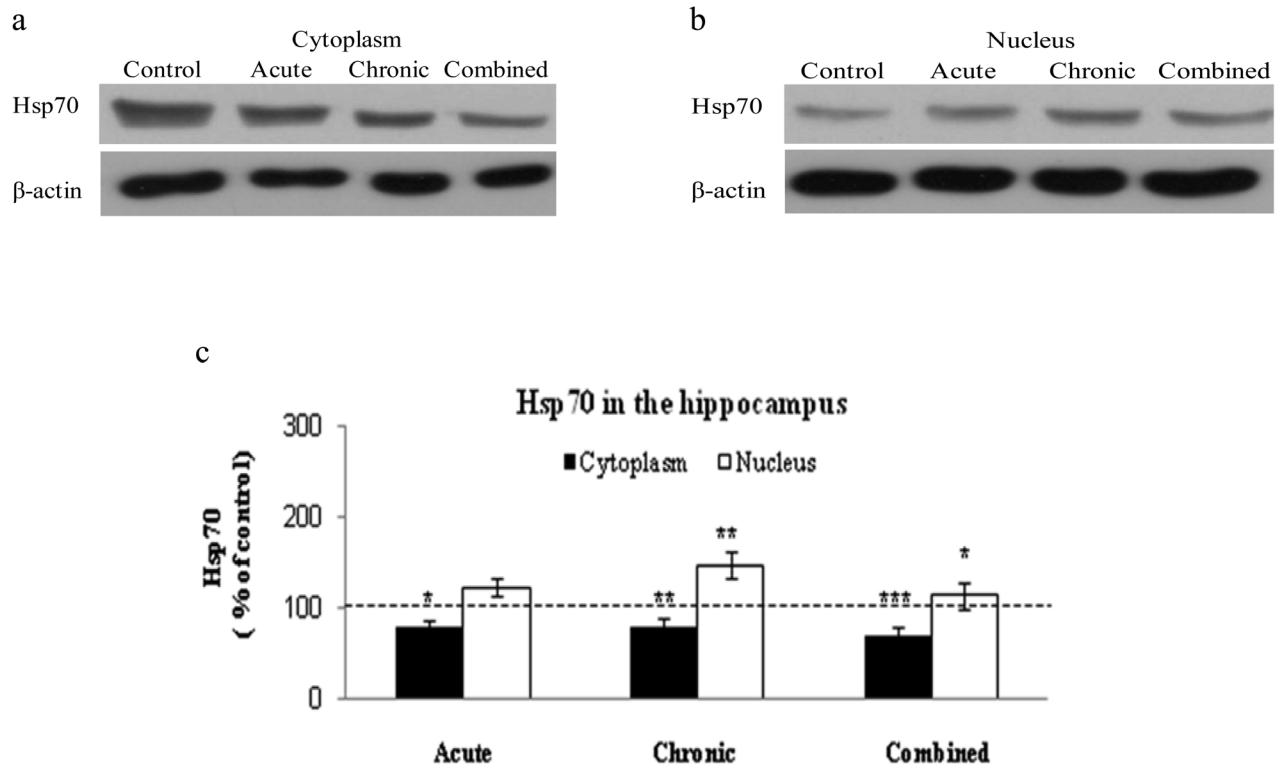 a
Cytoplasm
Control Acute Chronic Combined
Hsp70
β-actin
b
Nucleus
Control Acute Chronic Combined
Hsp70
β-actin
c
Hsp70 in the hippocampus
Cytoplasm Nucleus
Hsp70
( % of control)
300
200
100
0
* ** *** ** *
Acute Chronic Combined